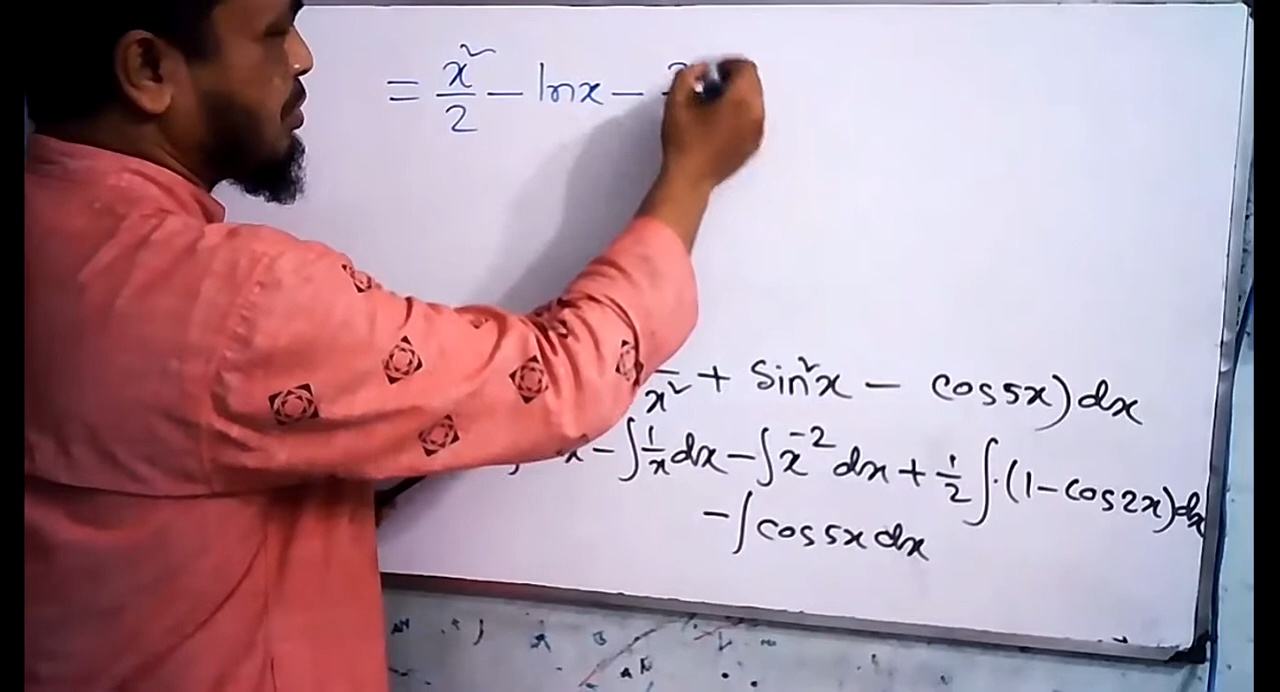 = x²/2 − lnx −
x² + Sin²x − cos5x) dx
x − ∫ 1/x dx − ∫ x⁻² dx + 1/2 ∫ · (1 − cos2x) dx
− ∫ cos5x dx